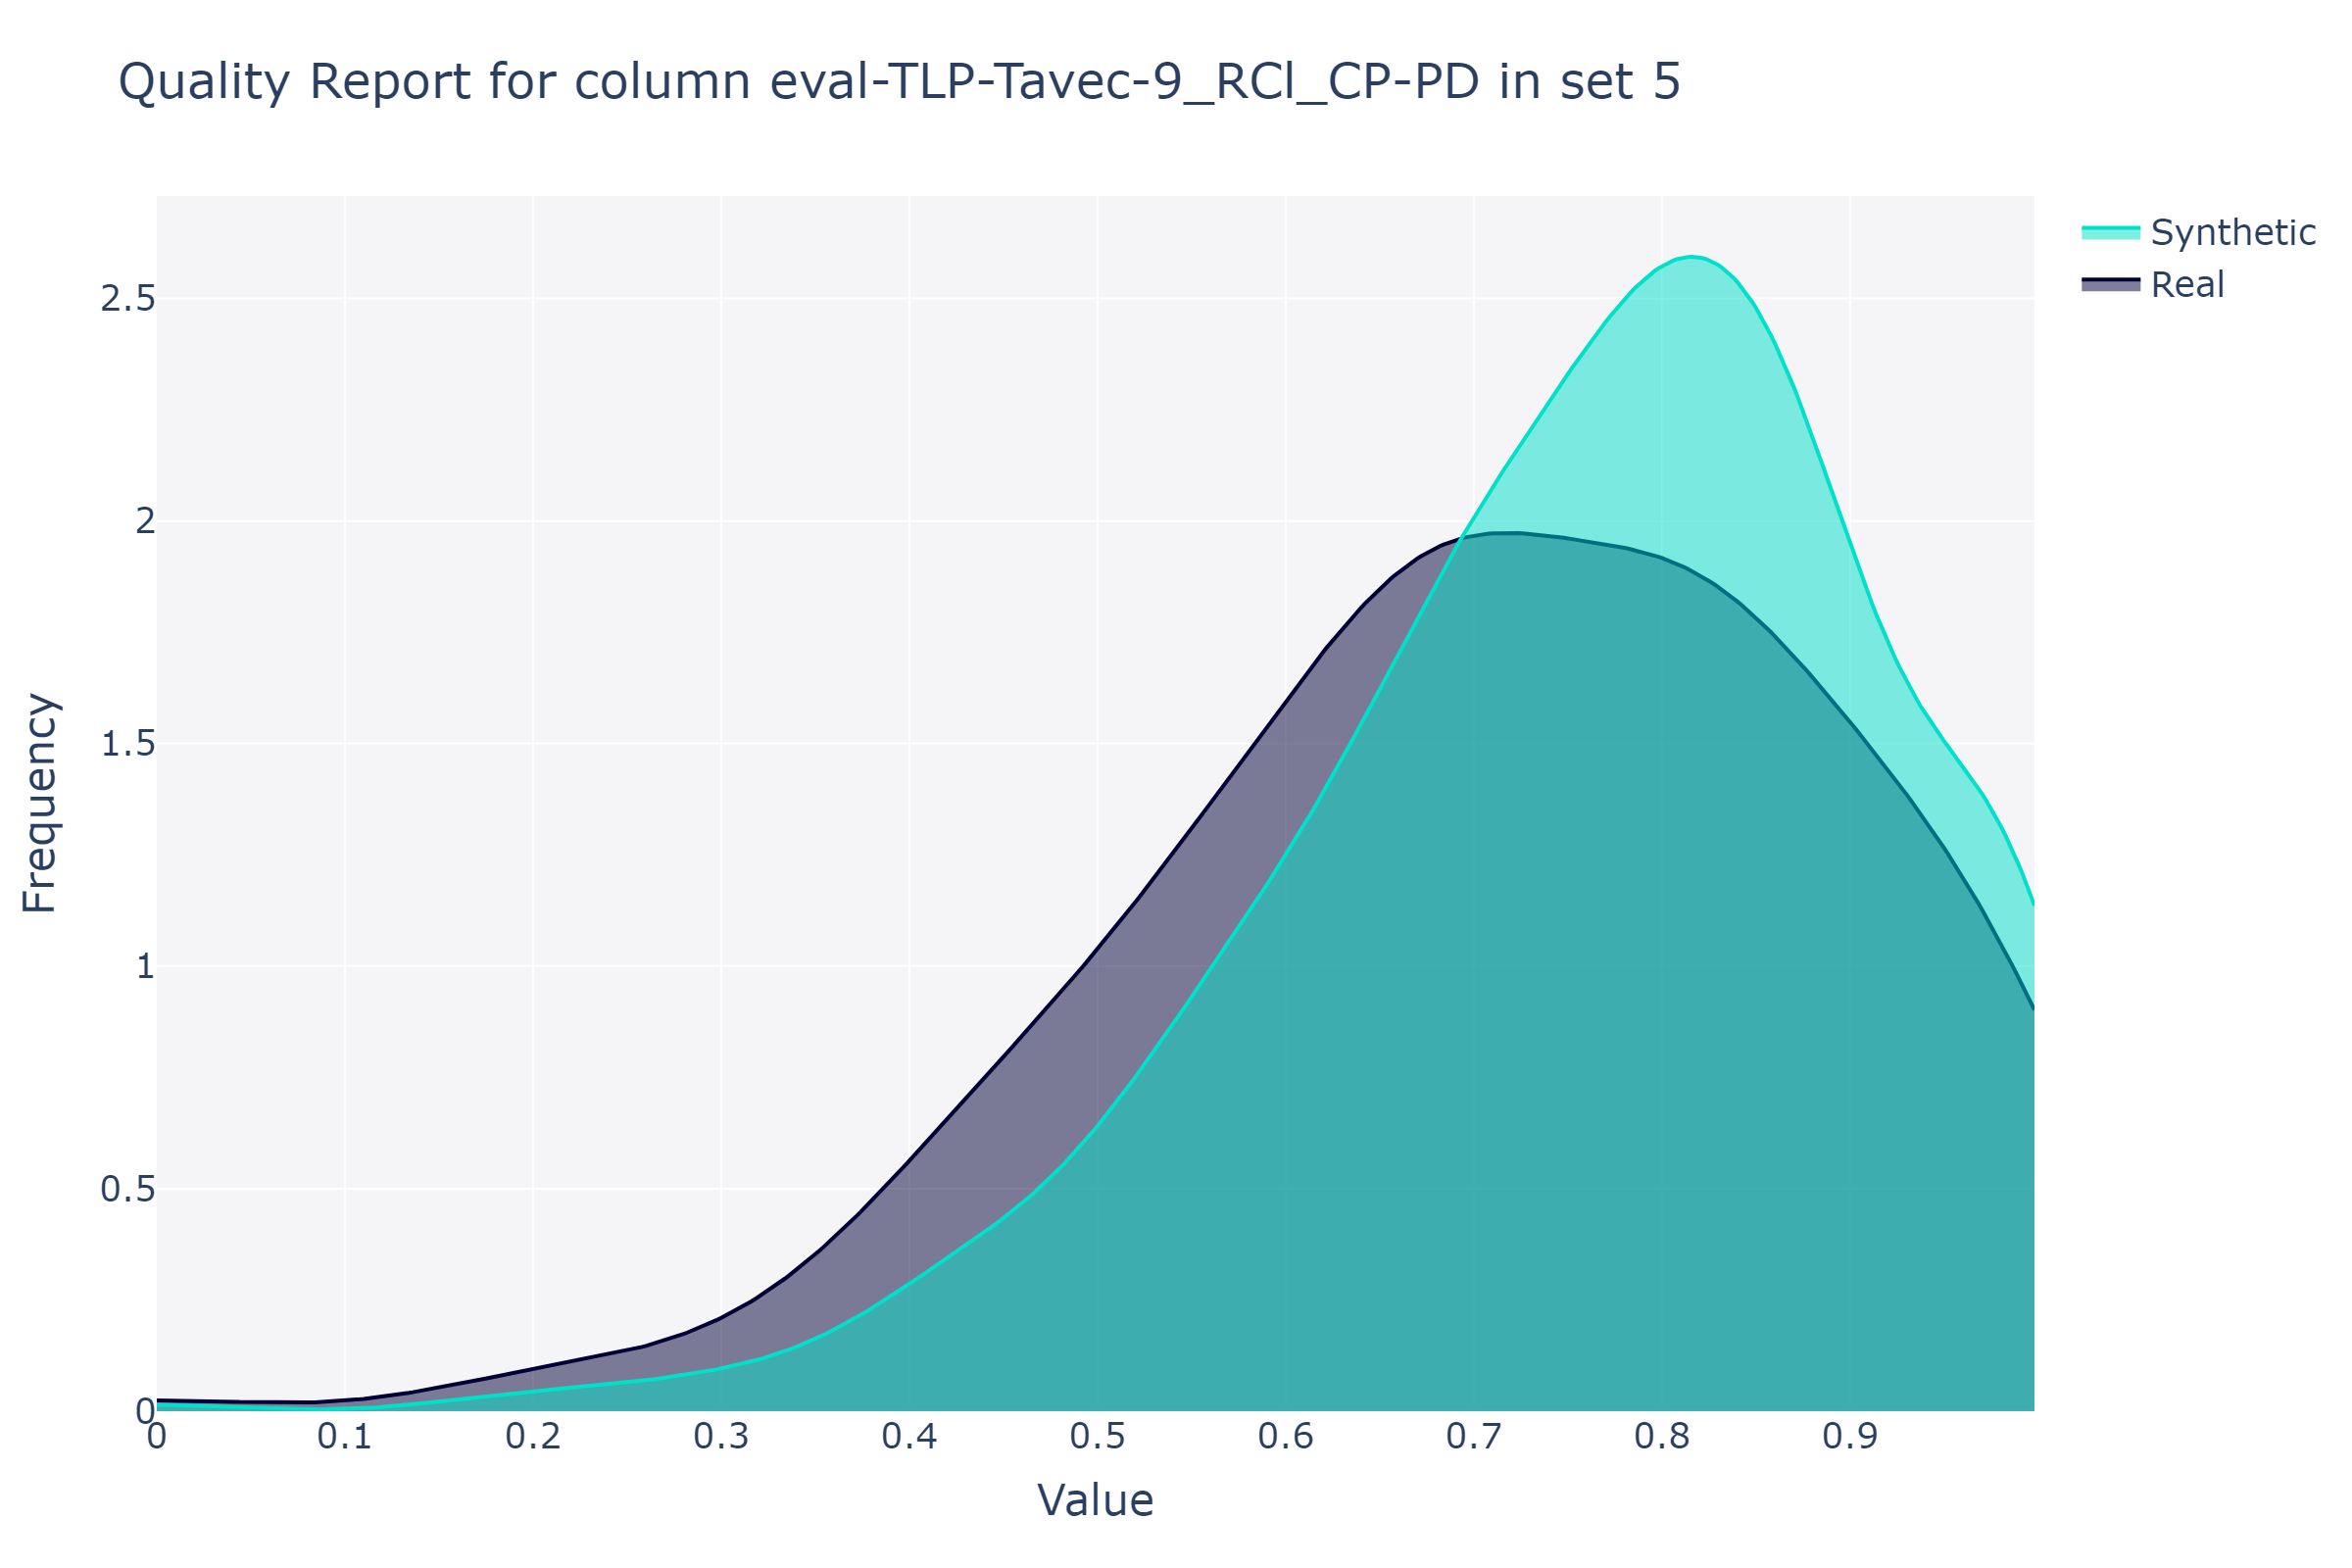 Quality Report for column eval-TLP-Tavec-9_RCl_CP-PD in set 5
Synthetic
Real
2.5
2
1.5
1
0.5
0
Frequency
0 0.1 0.2 0.3 0.4 0.5 0.6 0.7 0.8 0.9
Value